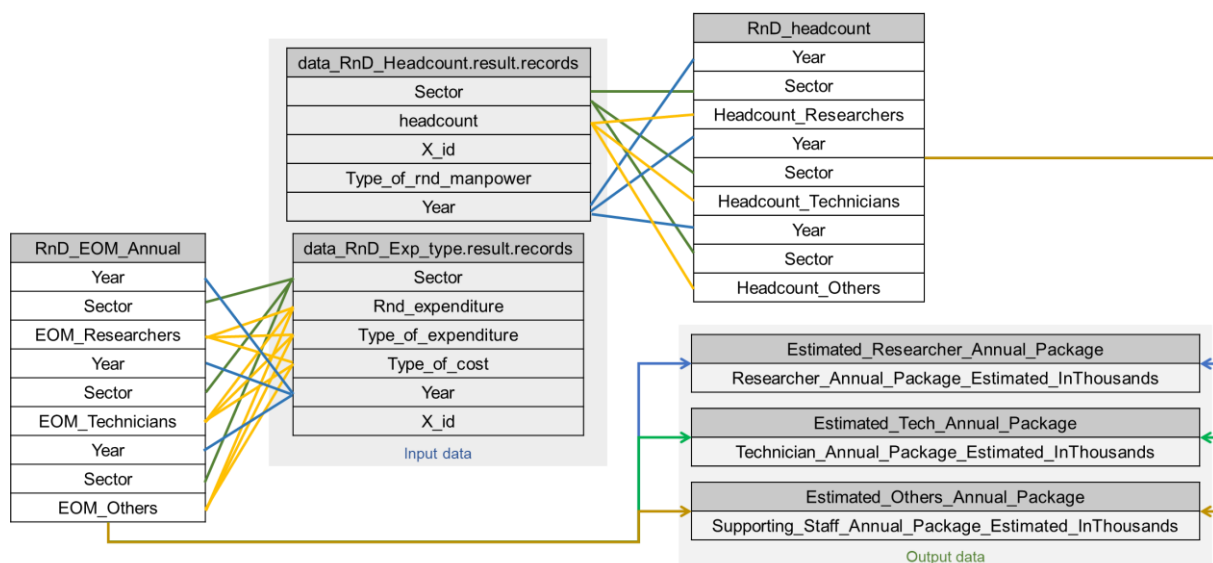 RnD_headcount
Year
Sector
Headcount_Researchers
Year
Sector
Headcount_Technicians
Year
Sector
Headcount_Others
data_RnD_Headcount.result.records
Sector
headcount
X_id
Type_of_rnd_manpower
Year
RnD_EOM_Annual
Year
Sector
EOM_Researchers
Year
Sector
EOM_Technicians
Year
Sector
EOM_Others
data_RnD_Exp_type.result.records
Sector
Rnd_expenditure
Type_of_expenditure
Type_of_cost
Year
X_id
Input data
Estimated_Researcher_Annual_Package
Researcher_Annual_Package_Estimated_InThousands
Estimated_Tech_Annual_Package
Technician_Annual_Package_Estimated_InThousands
Estimated_Others_Annual_Package
Supporting_Staff_Annual_Package_Estimated_InThousands
Output data